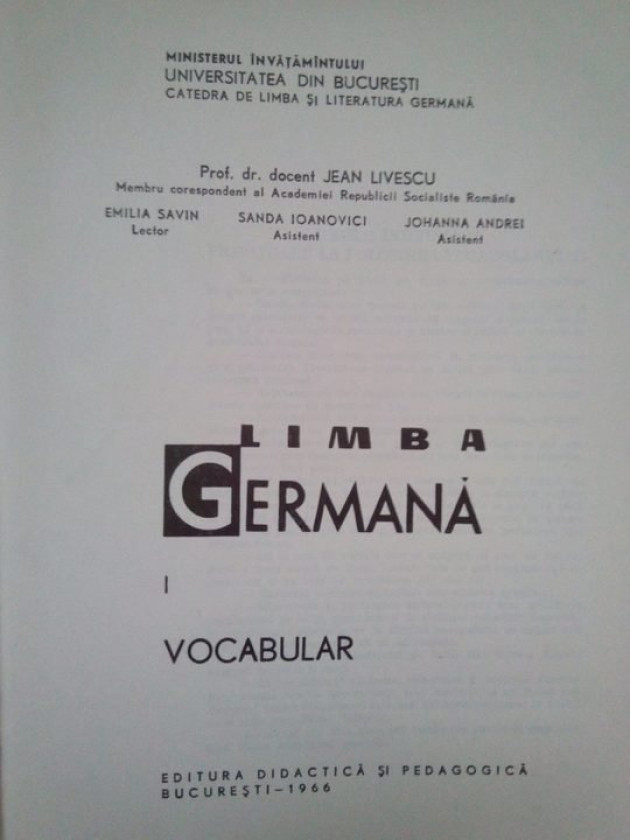 MINISTERUL ÎNVĂȚĂMÎNTULUI
UNIVERSITATEA DIN BUCUREȘTI
CATEDRA DE LIMBA ȘI LITERATURA GERMANĂ
Prof. dr. docent JEAN LIVESCU
Membru corespondent al Academiei Republicii Socialiste România
EMILIA SAVIN SANDA IOANOVICI JOHANNA ANDREI
Lector Asistent Asistent
LIMBA
GERMANĂ
I
VOCABULAR
EDITURA DIDACTICĂ ȘI PEDAGOGICĂ
BUCUREȘTI—1966